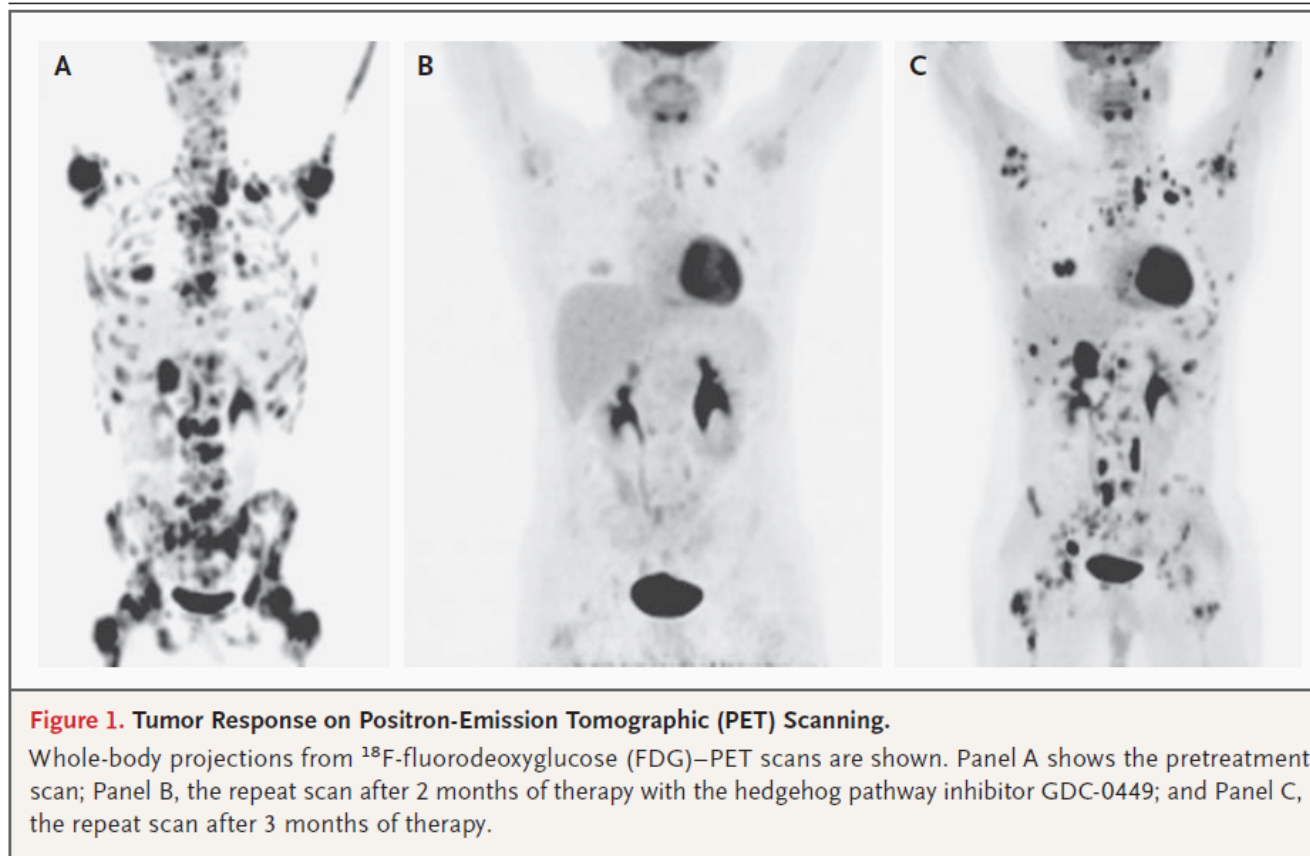 A
B
C
Figure 1. Tumor Response on Positron-Emission Tomographic (PET) Scanning.
Whole-body projections from ¹⁸F-fluorodeoxyglucose (FDG)–PET scans are shown. Panel A shows the pretreatment
scan; Panel B, the repeat scan after 2 months of therapy with the hedgehog pathway inhibitor GDC-0449; and Panel C,
the repeat scan after 3 months of therapy.